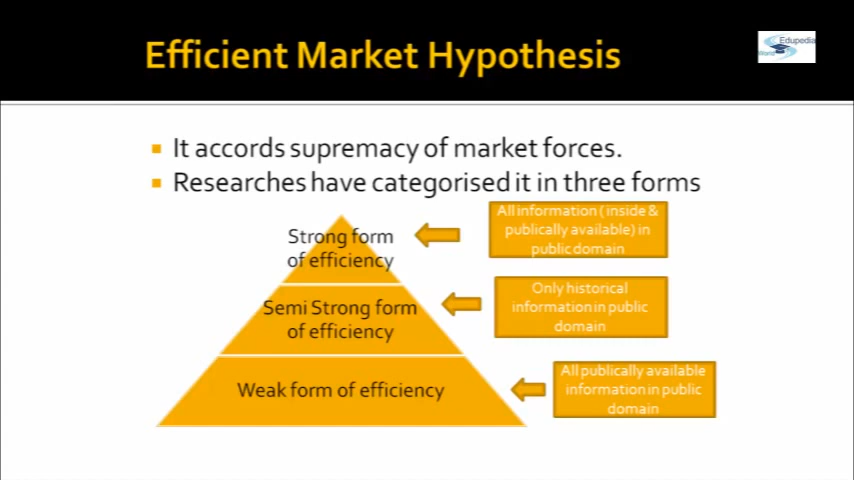 Efficient Market Hypothesis
Edupedia
World
It accords supremacy of market forces.
Researches have categorised it in three forms
Strong form
of efficiency
All information ( inside &
publically available) in
public domain
Semi Strong form
of efficiency
Only historical
information in public
domain
Weak form of efficiency
All publically available
information in public
domain